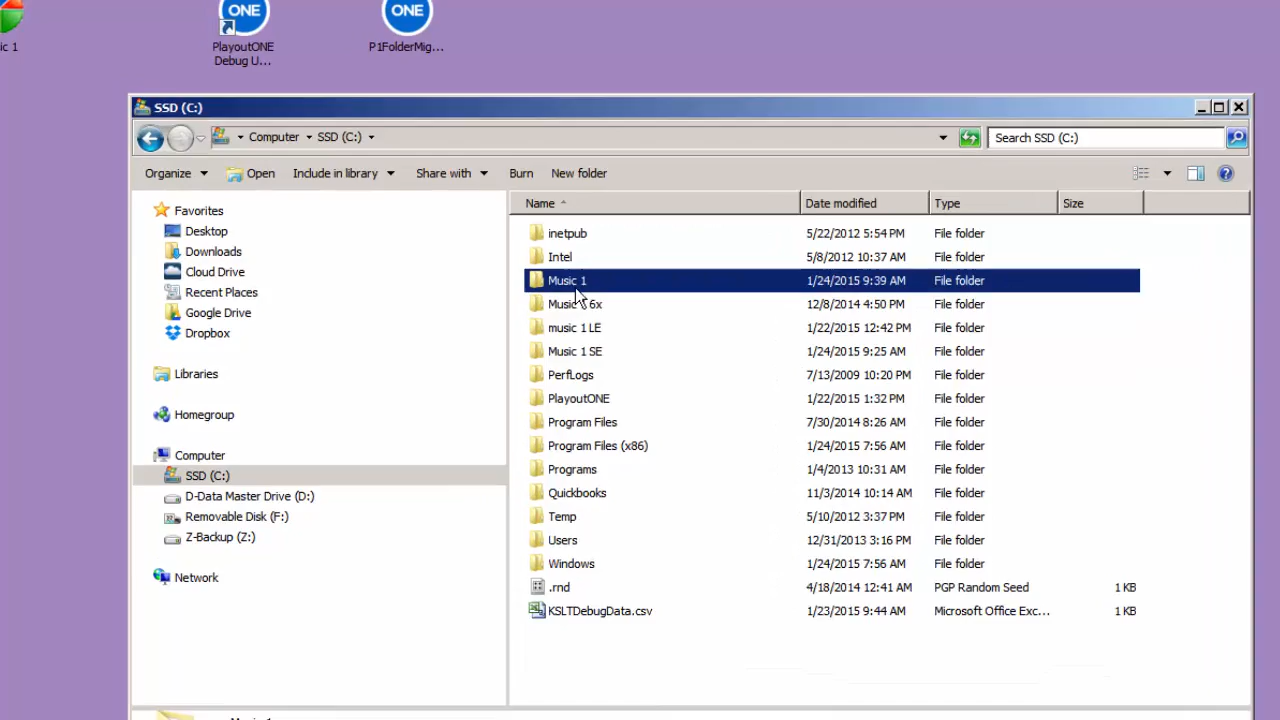 ONE
ONE
ic 1
PlayoutONE
Debug U...
P1FolderMig...
SSD (C:)
Computer
SSD (C:)
Search SSD (C:)
Organize
Open
Include in library
Share with
Burn
New folder
Favorites
Desktop
Downloads
Cloud Drive
Recent Places
Google Drive
Dropbox
Libraries
Homegroup
Computer
SSD (C:)
D-Data Master Drive (D:)
Removable Disk (F:)
Z-Backup (Z:)
Network
Name Date modified Type Size
inetpub 5/22/2012 5:54 PM File folder
Intel 5/8/2012 10:37 AM File folder
Music 1 1/24/2015 9:39 AM File folder
Music 6x 12/8/2014 4:50 PM File folder
music 1 LE 1/22/2015 12:42 PM File folder
Music 1 SE 1/24/2015 9:25 AM File folder
PerfLogs 7/13/2009 10:20 PM File folder
PlayoutONE 1/22/2015 1:32 PM File folder
Program Files 7/30/2014 8:26 AM File folder
Program Files (x86) 1/24/2015 7:56 AM File folder
Programs 1/4/2013 10:31 AM File folder
Quickbooks 11/3/2014 10:14 AM File folder
Temp 5/10/2012 3:37 PM File folder
Users 12/31/2013 3:16 PM File folder
Windows 1/24/2015 7:56 AM File folder
.rnd 4/18/2014 12:41 AM PGP Random Seed 1 KB
KSLTDebugData.csv 1/23/2015 9:44 AM Microsoft Office Exc... 1 KB